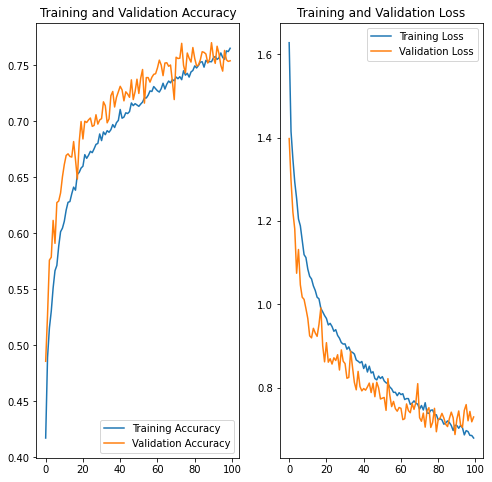 Training and Validation Accuracy
0.75
0.70
0.65
0.60
0.55
0.50
0.45
0.40
0 20 40 60 80 100
Training Accuracy
Validation Accuracy
Training and Validation Loss
1.6
1.4
1.2
1.0
0.8
0 20 40 60 80 100
Training Loss
Validation Loss